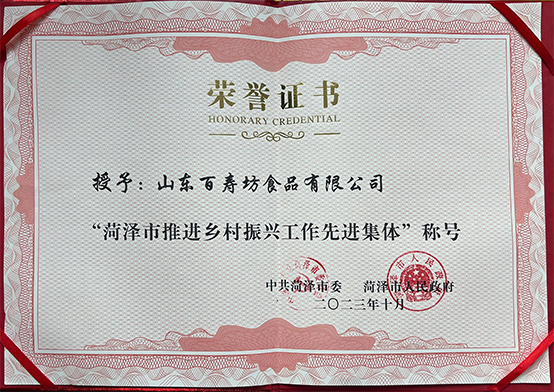 荣誉证书
HONORARY CREDENTIAL
授予：山东百寿坊食品有限公司
“菏泽市推进乡村振兴工作先进集体”称号
中共菏泽市委 菏泽市人民政府
二〇二三年十月